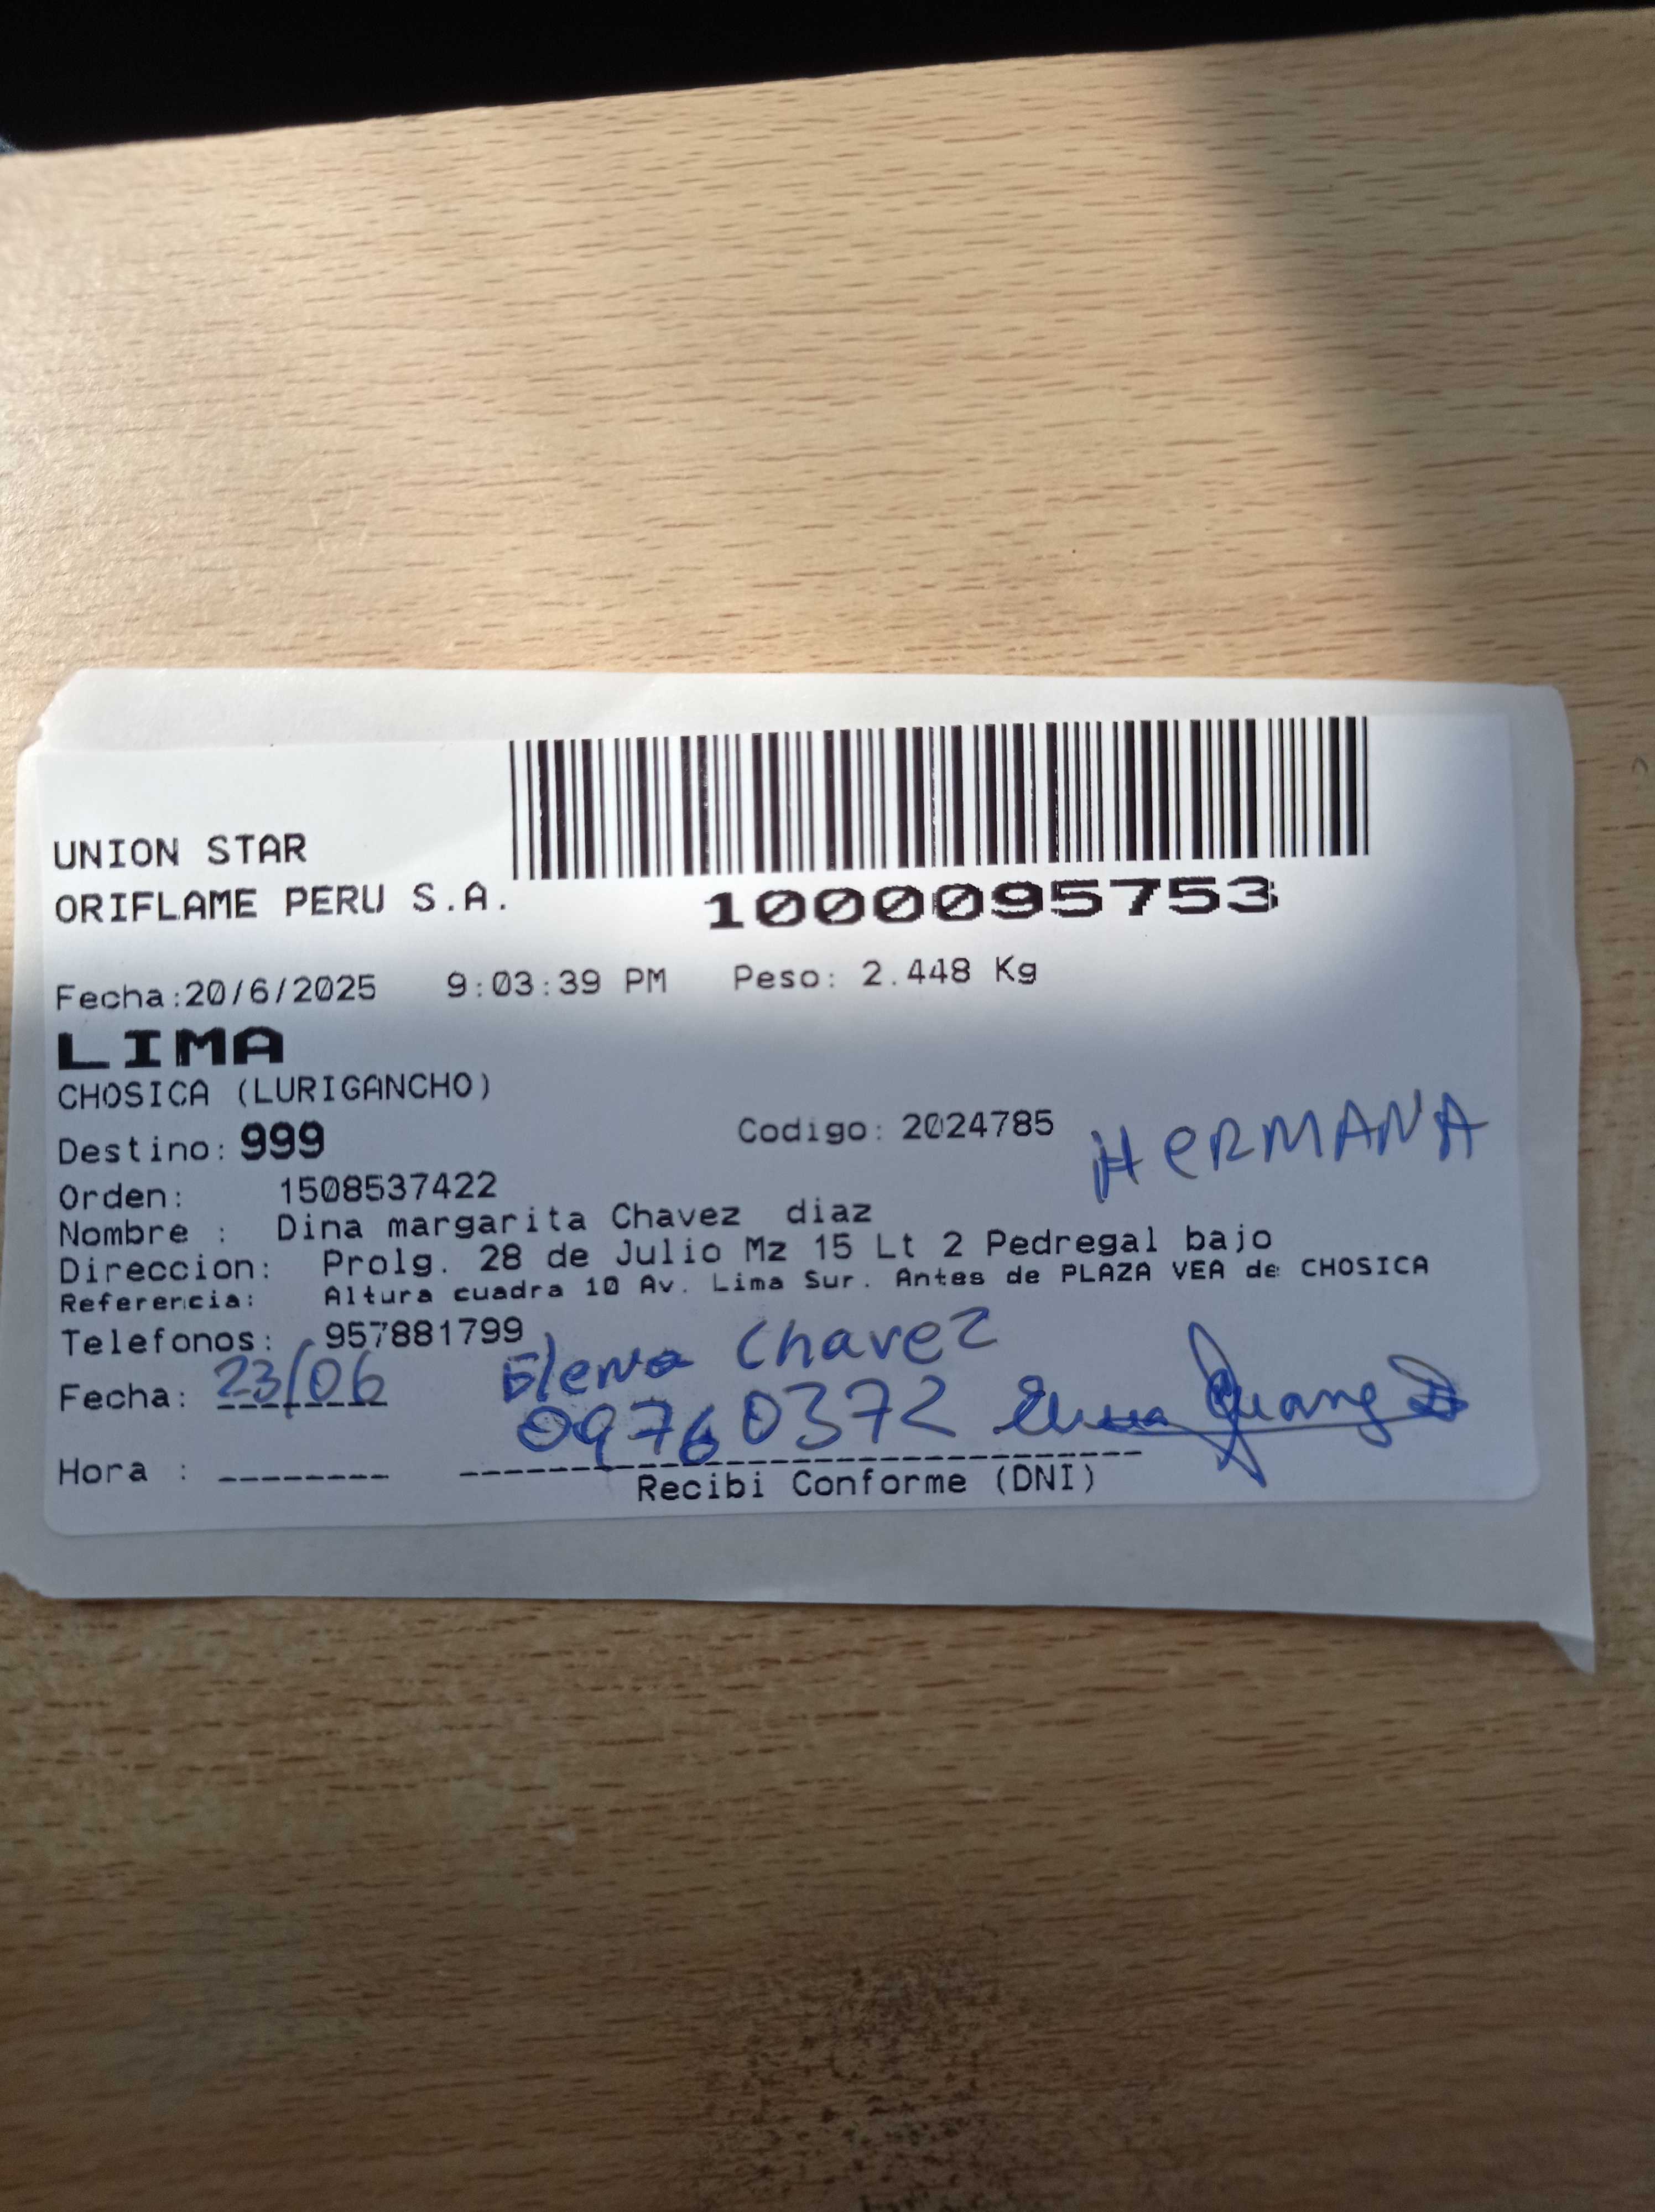 UNION STAR
ORIFLAME PERU S.A.
1000095753
Fecha:20/6/2025 9:03:39 PM Peso: 2.448 Kg
LIMA
CHOSICA (LURIGANCHO)
Destino: 999 Codigo: 2024785 HERMANA
Orden: 1508537422
Nombre : Dina margarita Chavez diaz
Direccion: Prolg. 28 de Julio Mz 15 Lt 2 Pedregal bajo
Referencia: Altura cuadra 10 Av. Lima Sur. Antes de PLAZA VEA de CHOSICA
Telefonos: 957881799
Elena Chavez
Fecha: 23/06
09760372
Hora :
Recibi Conforme (DNI)